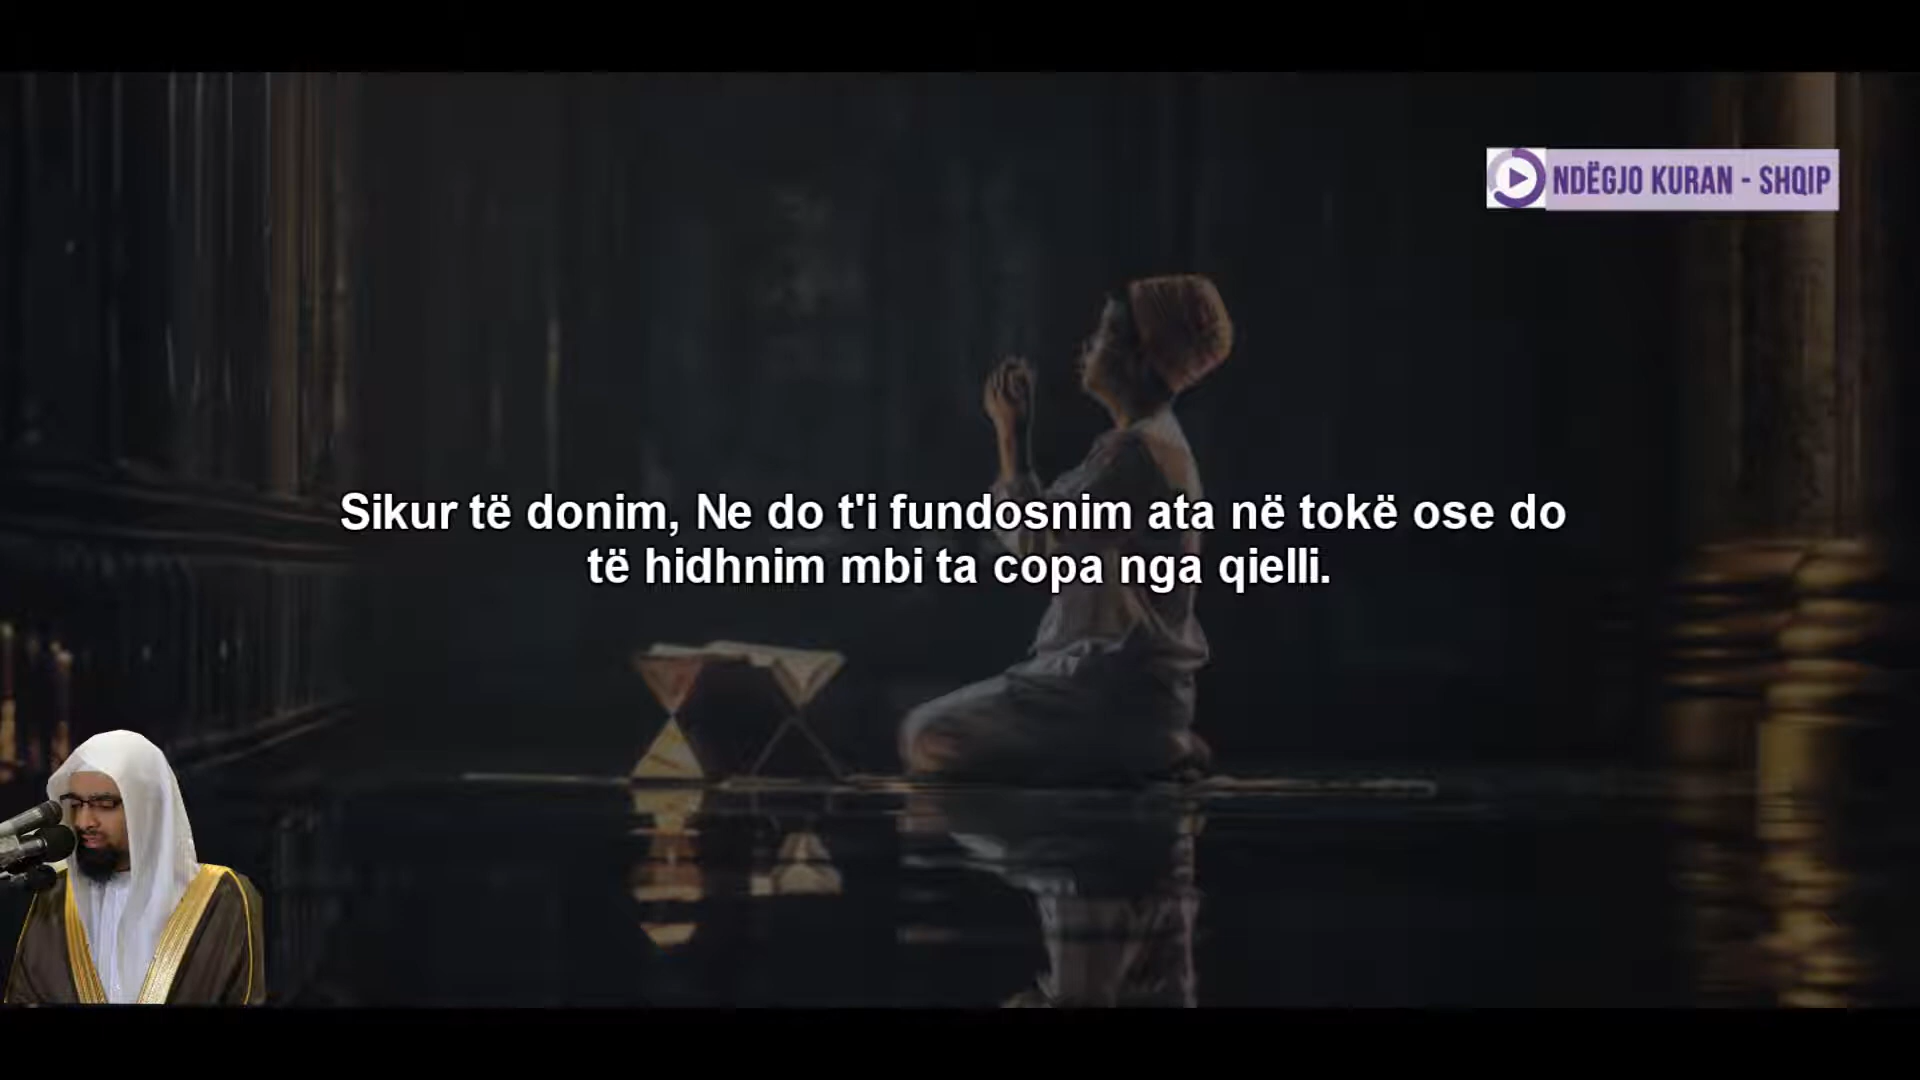 NDËGJO KURAN - SHQIP
Sikur të donim, Ne do t'i fundosnim ata në tokë ose do
të hidhnim mbi ta copa nga qielli.